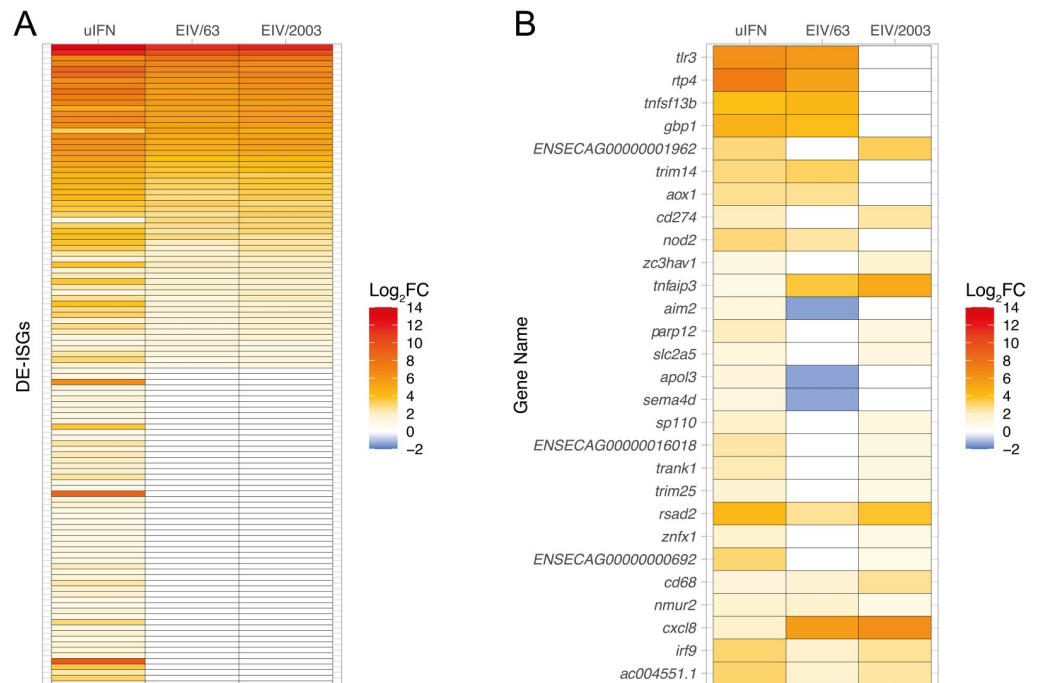 A
uIFN EIV/63 EIV/2003
DE-ISGs
Log2FC
14
12
10
8
6
4
2
0
−2
B
uIFN EIV/63 EIV/2003
Gene Name
tlr3
rtp4
tnfsf13b
gbp1
ENSECAG00000001962
trim14
aox1
cd274
nod2
zc3hav1
tnfaip3
aim2
parp12
slc2a5
apol3
sema4d
sp110
ENSECAG00000016018
trank1
trim25
rsad2
znfx1
ENSECAG00000000692
cd68
nmur2
cxcl8
irf9
ac004551.1
Log2FC
14
12
10
8
6
4
2
0
−2